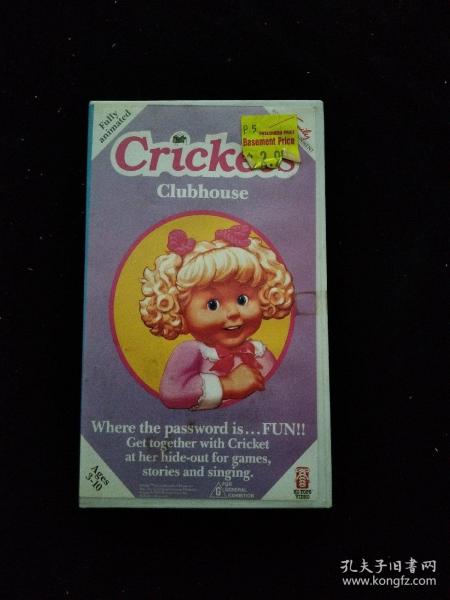 Fully
animated
P.5
Basement Price
Cricket's
Clubhouse
Where the password is...FUN!!
Get together with Cricket
at her hide-out for games,
stories and singing.
Ages
3-10
G
FOR
GENERAL
EXHIBITION
VIDEO
孔夫子旧书网
www.kongfz.com